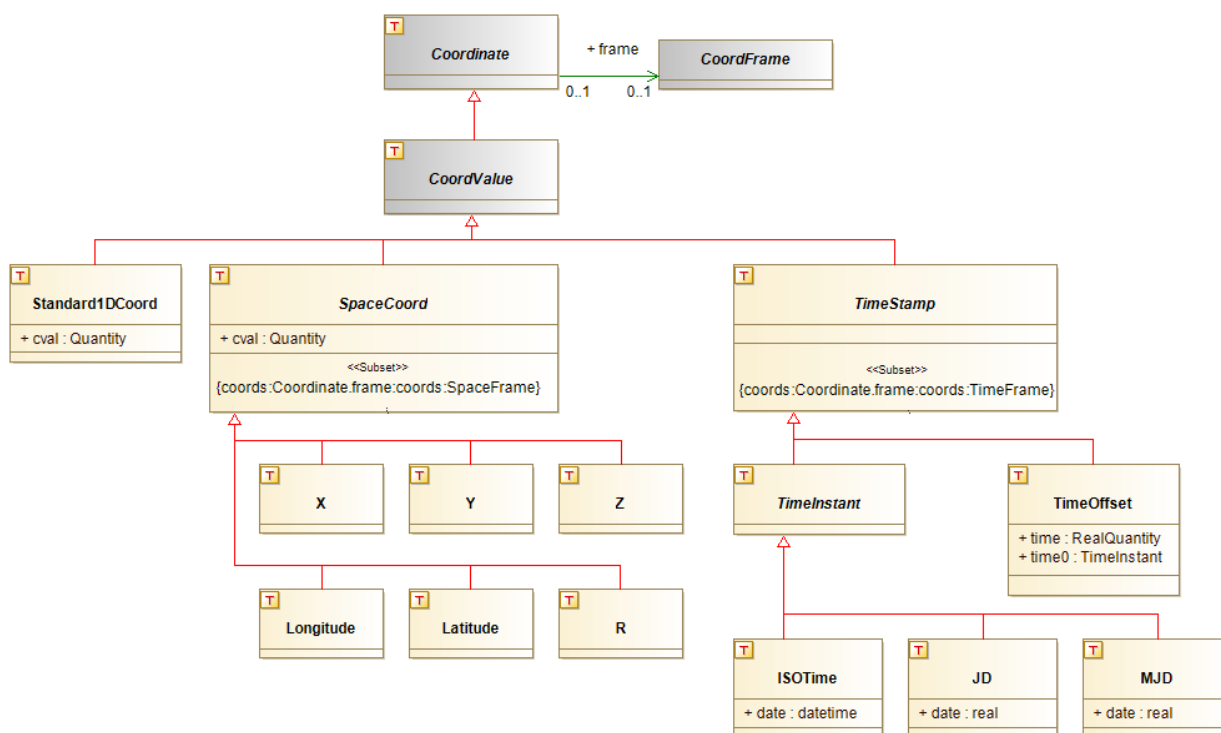 T
Coordinate
+ frame
0..1
0..1
CoordFrame
T
CoordValue
T
Standard1DCoord
+ cval : Quantity
T
SpaceCoord
+ cval : Quantity
<<Subset>>
{coords:Coordinate.frame:coords:SpaceFrame}
T
TimeStamp
<<Subset>>
{coords:Coordinate.frame:coords:TimeFrame}
T
X
T
Y
T
Z
T
TimeInstant
T
TimeOffset
+ time : RealQuantity
+ time0 : TimeInstant
T
Longitude
T
Latitude
T
R
T
ISOTime
+ date : datetime
T
JD
+ date : real
T
MJD
+ date : real